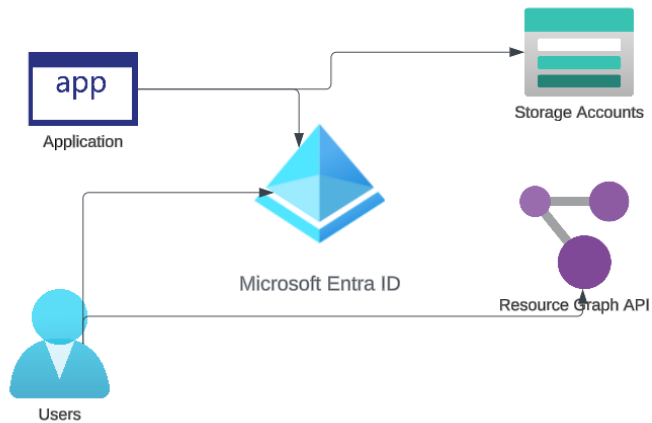 app
Application
Storage Accounts
Microsoft Entra ID
Resource Graph API
Users